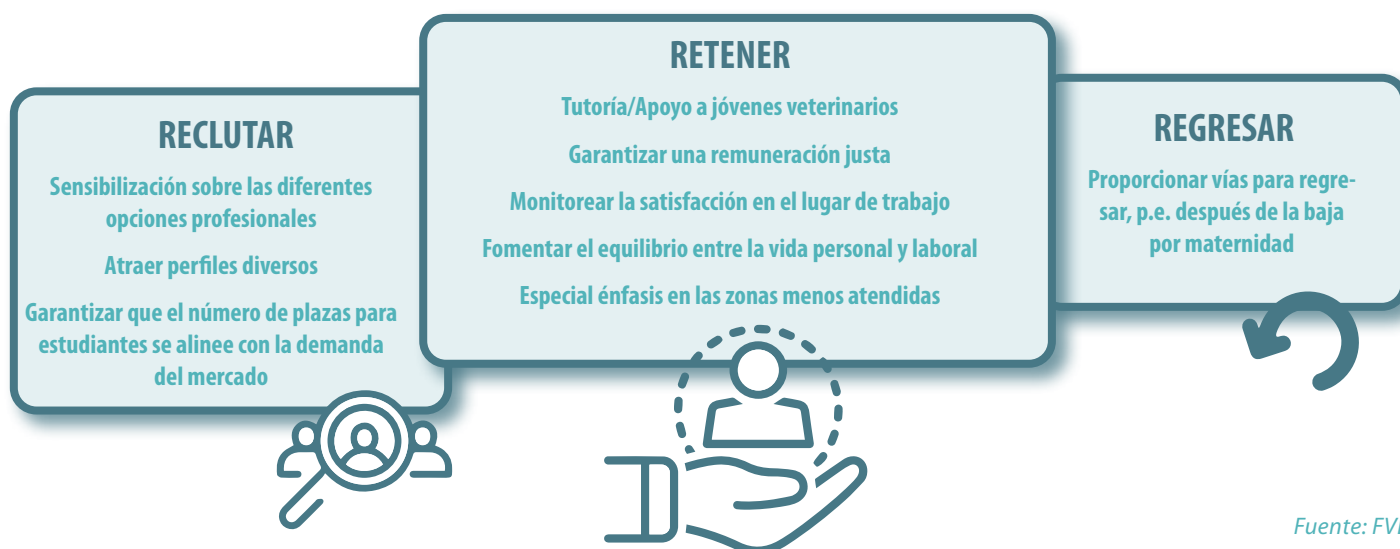 RECLUTAR
Sensibilización sobre las diferentes
opciones profesionales
Atraer perfiles diversos
Garantizar que el número de plazas para
estudiantes se alinee con la demanda
del mercado
RETENER
Tutoría/Apoyo a jóvenes veterinarios
Garantizar una remuneración justa
Monitorear la satisfacción en el lugar de trabajo
Fomentar el equilibrio entre la vida personal y laboral
Especial énfasis en las zonas menos atendidas
REGRESAR
Proporcionar vías para regre-
sar, p.e. después de la baja
por maternidad
Fuente: